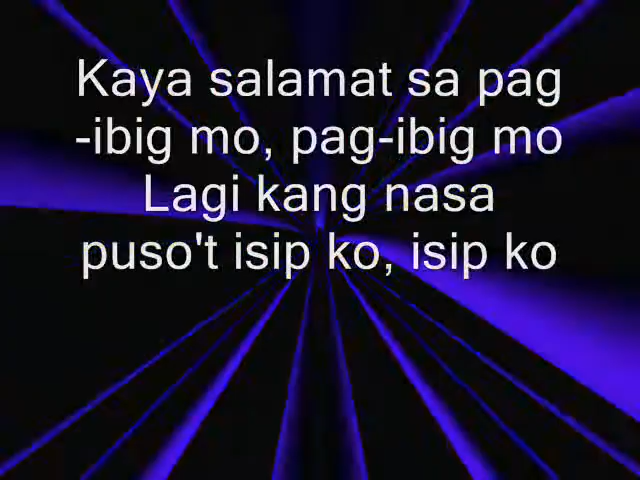 Kaya salamat sa pag
-ibig mo, pag-ibig mo
Lagi kang nasa
puso't isip ko, isip ko